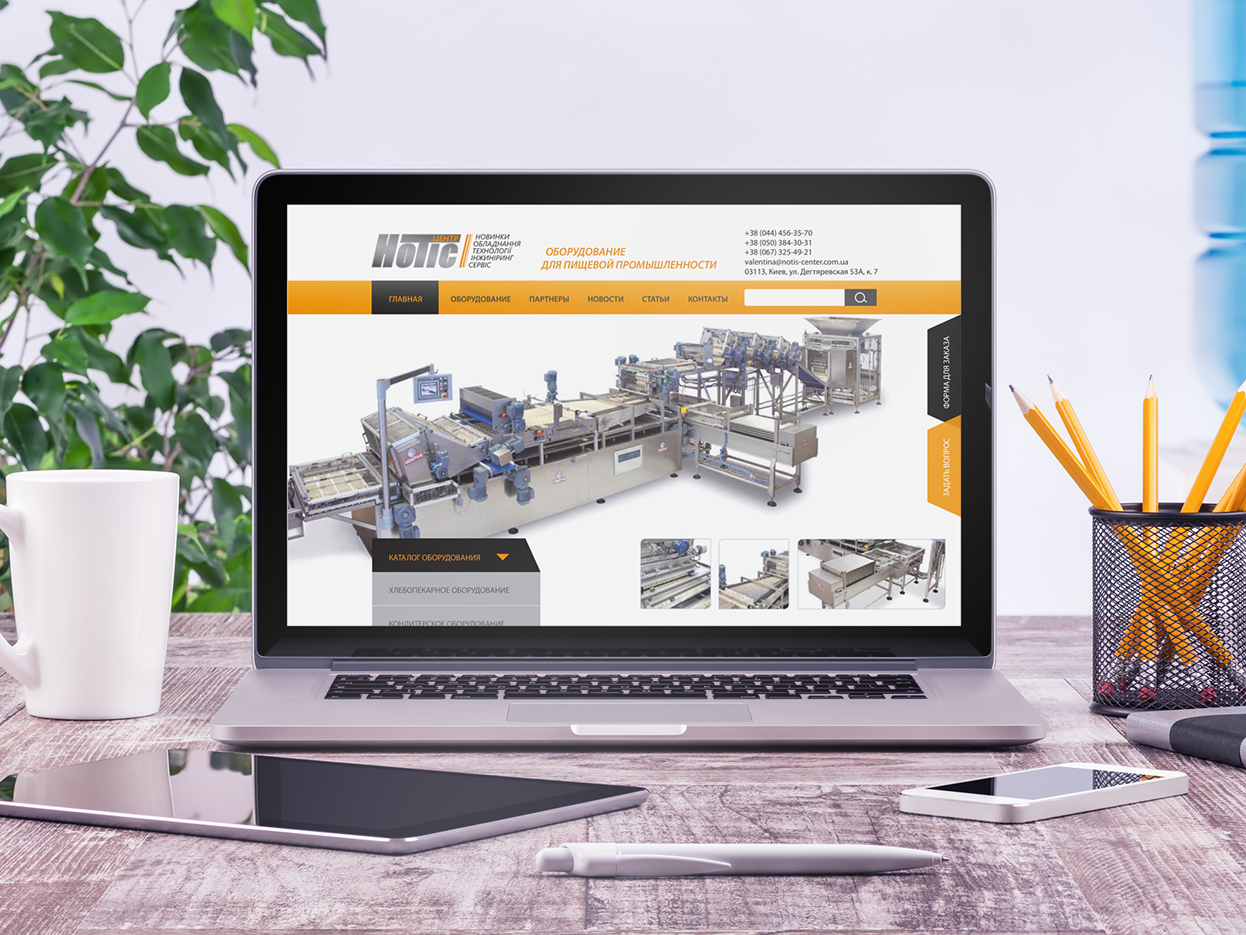 НОТІС
ЦЕНТР
НОВИНКИ
ОБЛАДНАННЯ
ТЕХНОЛОГІЇ
ІНЖИНІРИНГ
СЕРВІС
ОБОРУДОВАНИЕ
ДЛЯ ПИЩЕВОЙ ПРОМЫШЛЕННОСТИ
+38 (044) 456-35-70
+38 (050) 384-30-31
+38 (067) 325-49-21
valentina@notis-center.com.ua
03113, Киев, ул. Дегтяревская 53А, к. 7
ГЛАВНАЯ
ОБОРУДОВАНИЕ
ПАРТНЕРЫ
НОВОСТИ
СТАТЬИ
КОНТАКТЫ
ФОРМА ДЛЯ ЗАКАЗА
ЗАДАТЬ ВОПРОС
КАТАЛОГ ОБОРУДОВАНИЯ
ХЛЕБОПЕКАРНОЕ ОБОРУДОВАНИЕ
КОНДИТЕРСКОЕ ОБОРУДОВАНИЕ